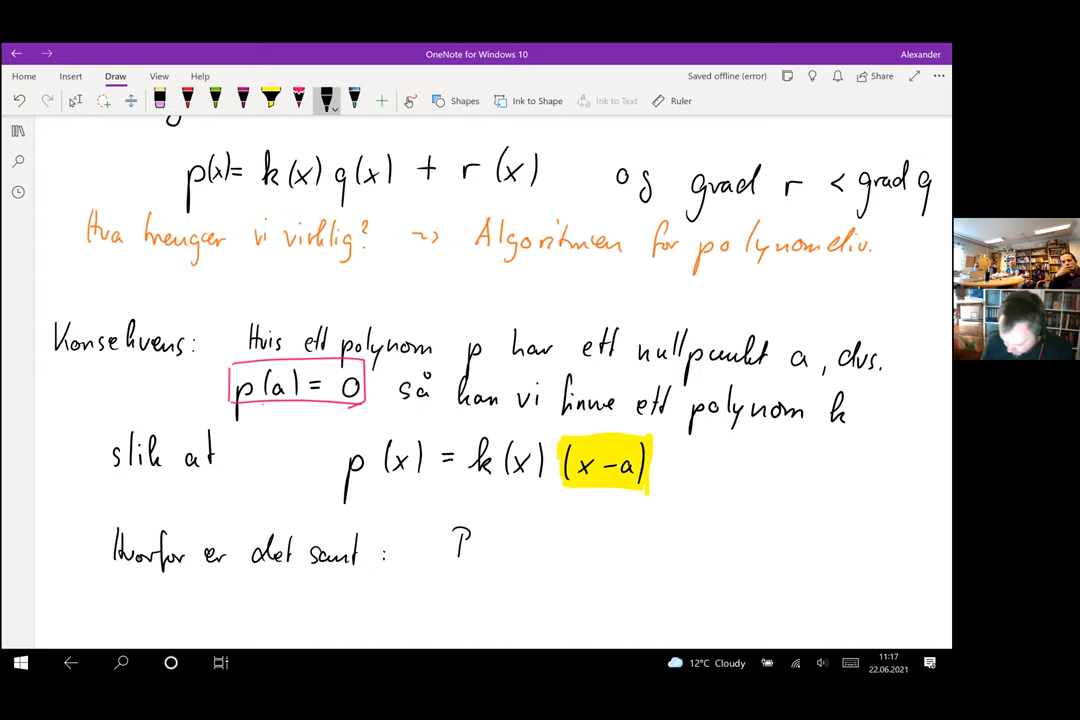 OneNote for Windows 10
Alexander
Home Insert Draw View Help
Saved offline (error)
Share
Shapes
Ink to Shape
Ink to Text
Ruler
p(x)= k(x) q(x) + r(x) og grad r < grad q
Hva trenger vi virklig? => Algoritmen for polynomdiv.
Konsekvens: Hvis ett polynom p har ett nullpunkt a, dvs.
p(a) = 0 så kan vi finne ett polynom k
slik at p(x) = k(x) (x-a)
Hvorfor er det sant: P
12°C Cloudy
11:17
22.06.2021